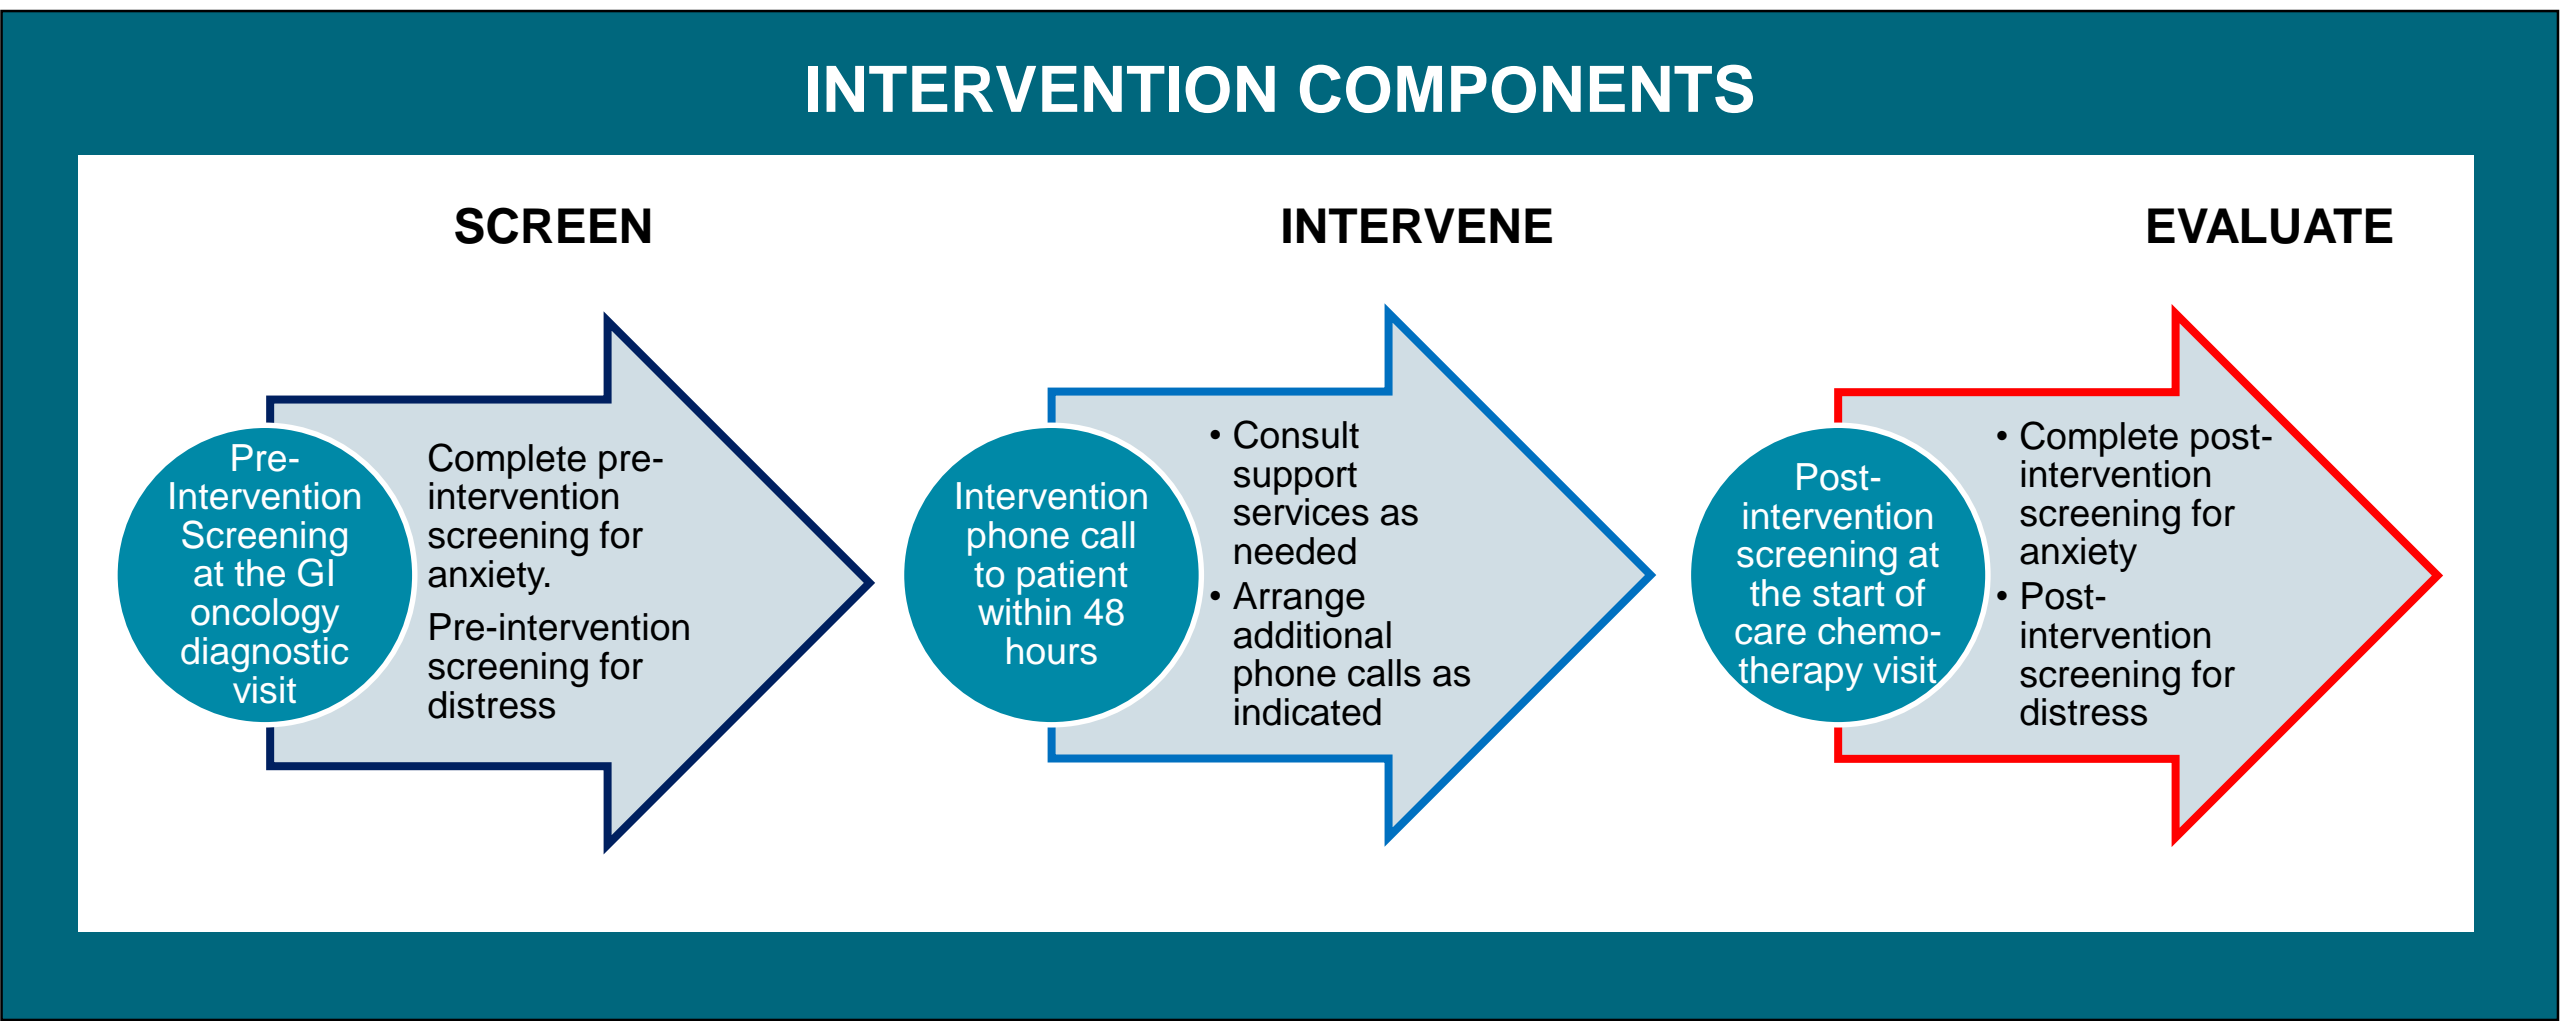 INTERVENTION COMPONENTS
SCREEN
Pre-
Intervention
Screening
at the GI
oncology
diagnostic
visit
Complete pre-
intervention
screening for
anxiety.
Pre-intervention
screening for
distress
INTERVENE
Intervention
phone call
to patient
within 48
hours
• Consult
support
services as
needed
• Arrange
additional
phone calls as
indicated
EVALUATE
Post-
intervention
screening at
the start of
care chemo-
therapy visit
• Complete post-
intervention
screening for
anxiety
• Post-
intervention
screening for
distress